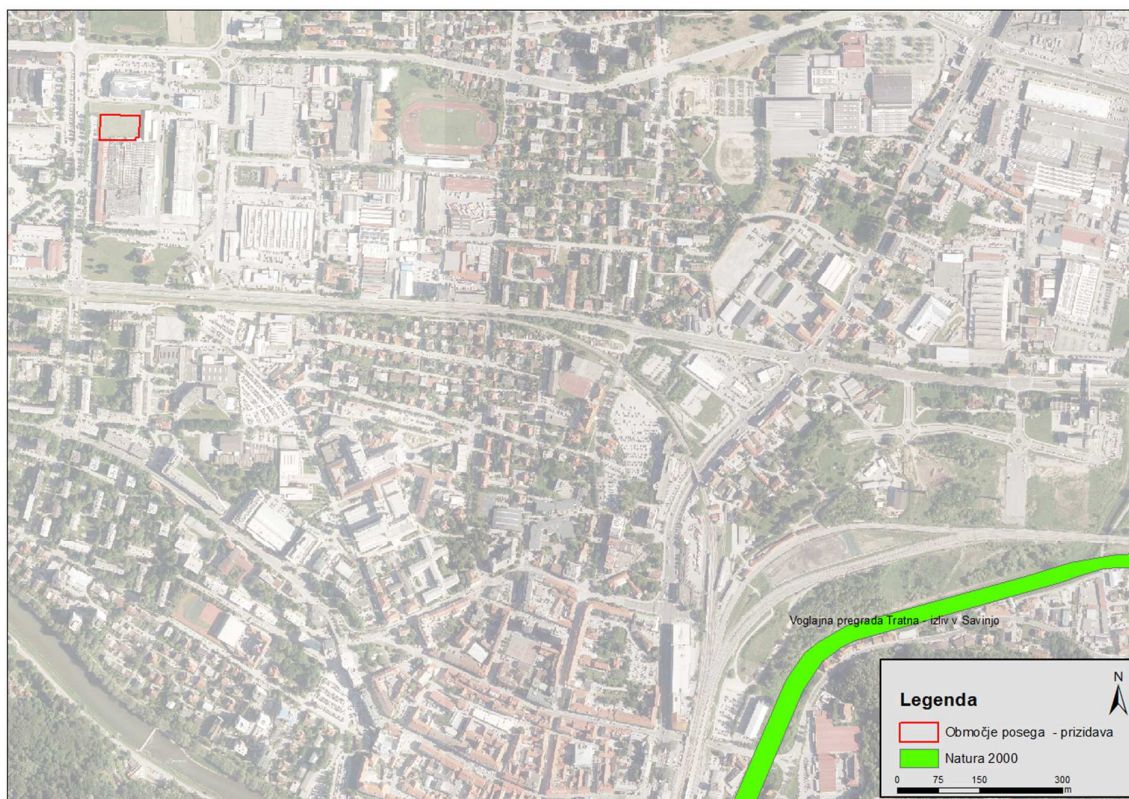 Voglajna pregrada Tratna - izliv v Savinjo
N
Legenda
Območje posega - prizidava
Natura 2000
0 75 150 300
m